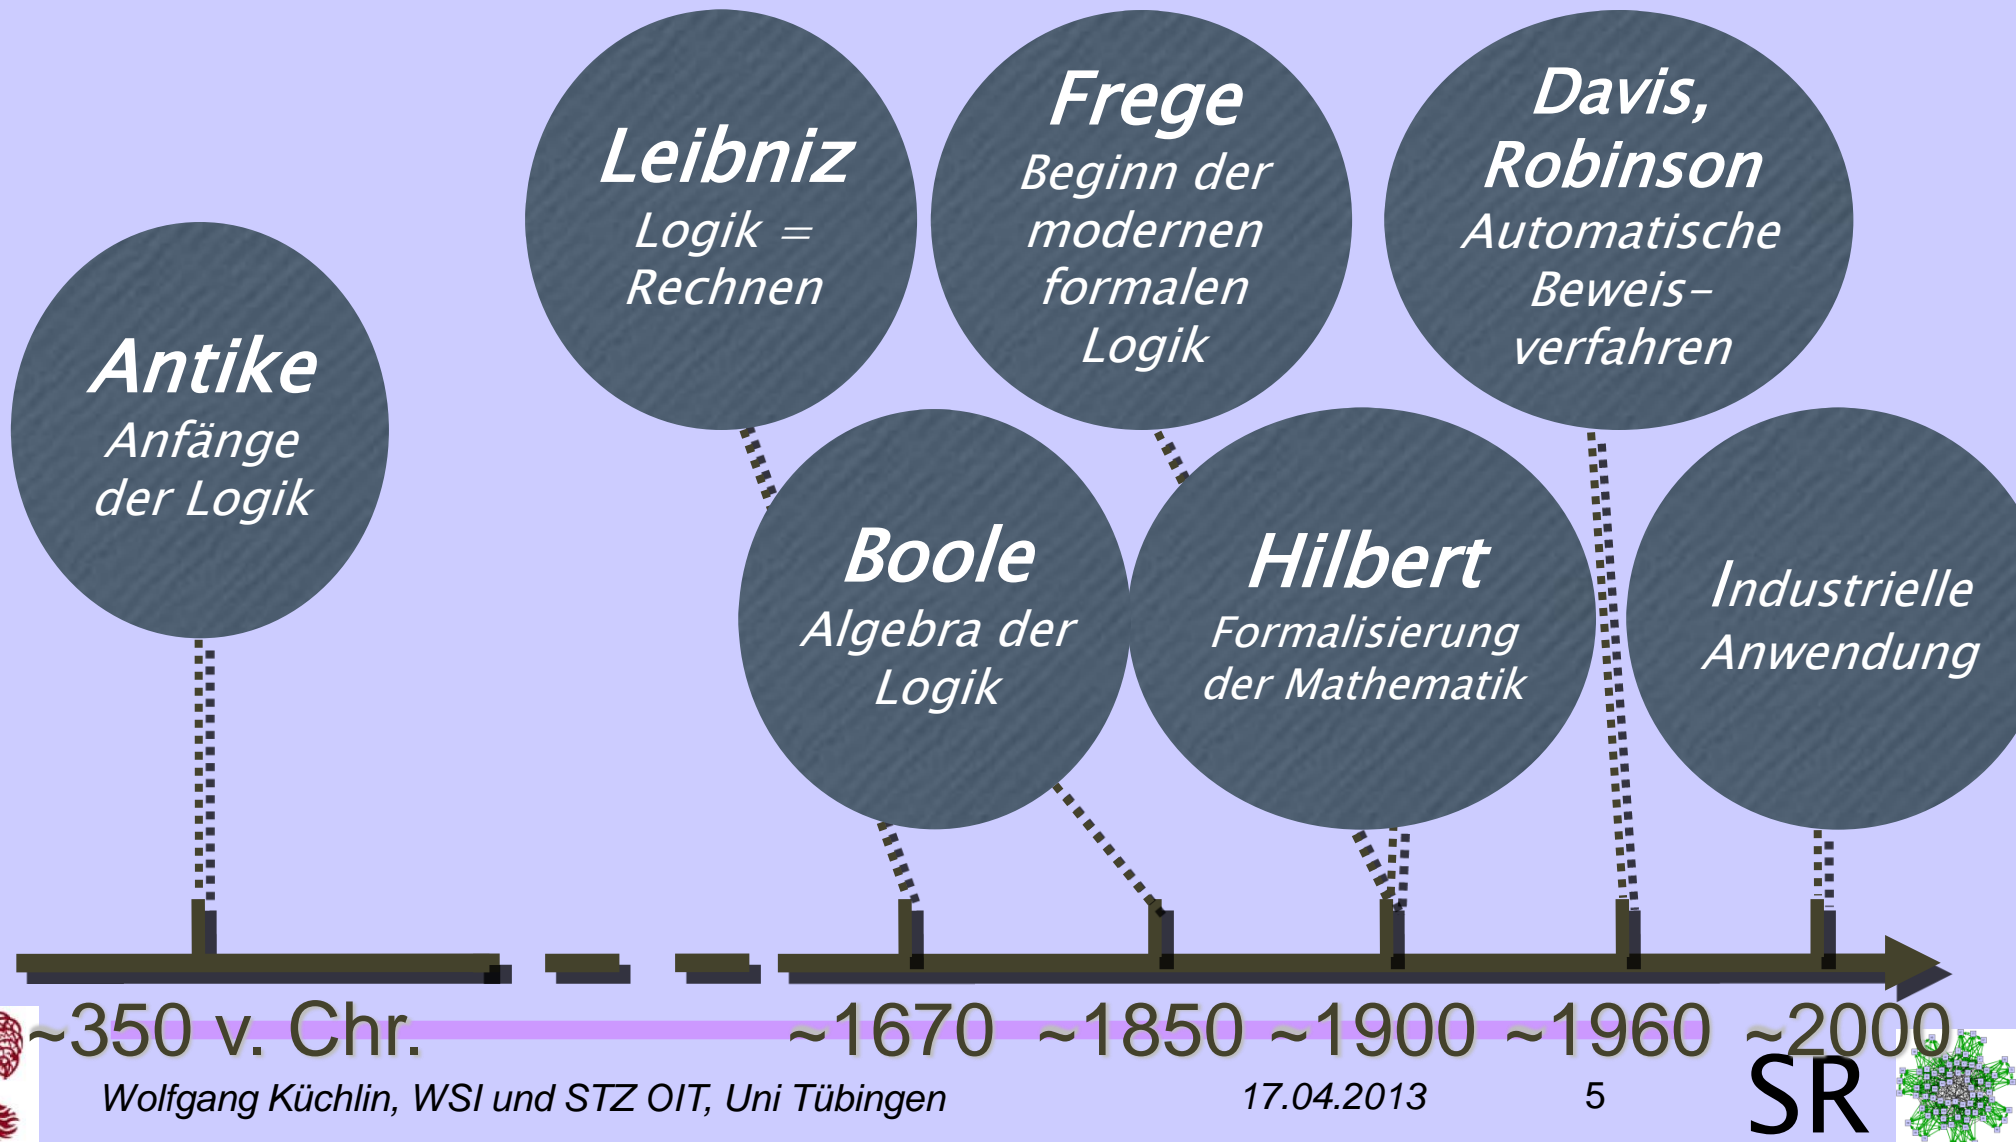 Antike
Anfänge
der Logik
Leibniz
Logik =
Rechnen
Boole
Algebra der
Logik
Frege
Beginn der
modernen
formalen
Logik
Hilbert
Formalisierung
der Mathematik
Davis,
Robinson
Automatische
Beweis-
verfahren
Industrielle
Anwendung
~350 v. Chr.
~1670
~1850
~1900
~1960
~2000
Wolfgang Küchlin, WSI und STZ OIT, Uni Tübingen
17.04.2013
5
SR